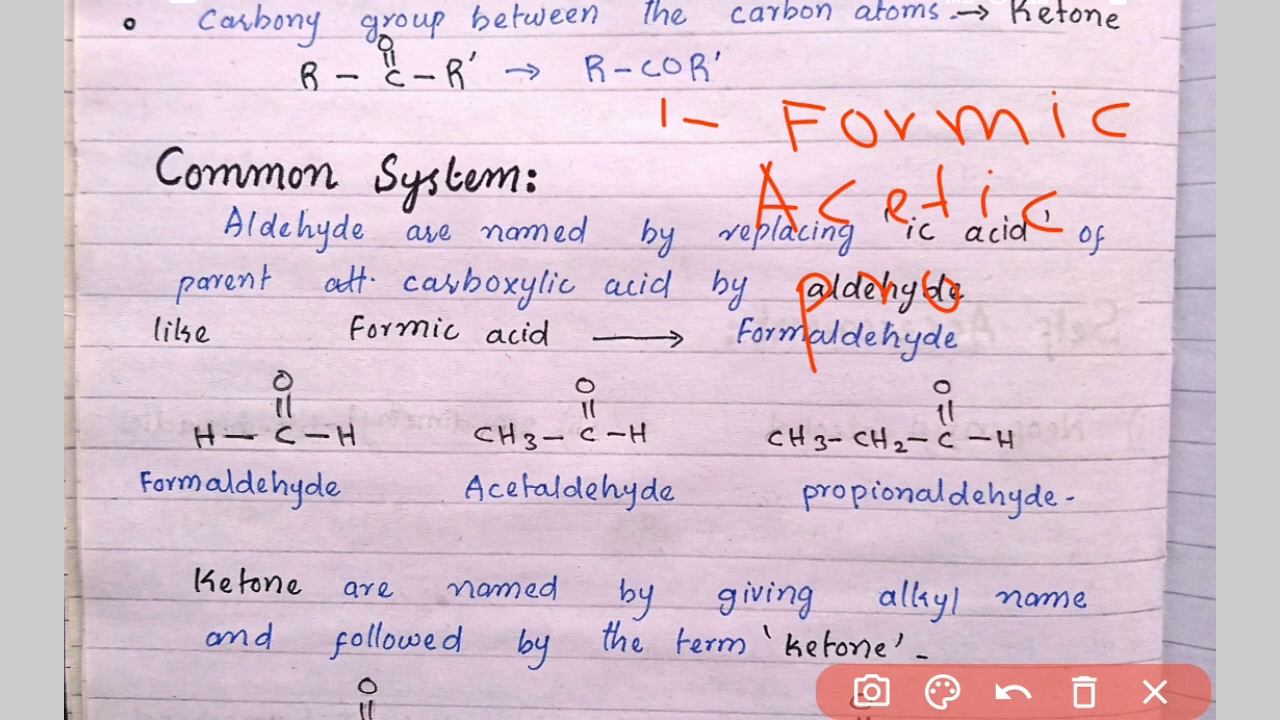 • Carbony group between the carbon atoms → Ketone
O
R – C – R' → R – COR'
1 – Formic
Common System:
Acetic
Aldehyde are named by replacing 'ic acid' of
parent carboxylic acid by aldehyde
pro
like Formic acid → Formaldehyde
O O O
H – C – H CH3 – C – H CH3 – CH2 – C – H
Formaldehyde Acetaldehyde propionaldehyde -
Ketone are named by giving alkyl name
and followed by the term 'ketone' -
O